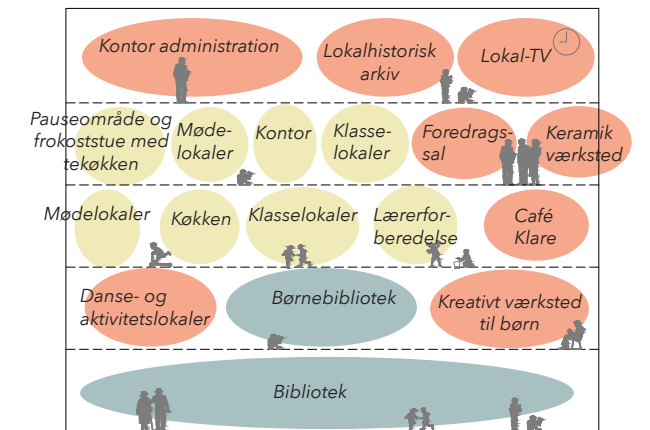 Kontor administration
Lokalhistorisk
arkiv
Lokal-TV
Pauseområde og
frokoststue med
tekøkken
Møde-
lokaler
Kontor
Klasse-
lokaler
Foredrags-
sal
Keramik
værksted
Mødelokaler
Køkken
Klasselokaler
Lærerfor-
beredelse
Café
Klare
Danse- og
aktivitetslokaler
Børnebibliotek
Kreativt værksted
til børn
Bibliotek